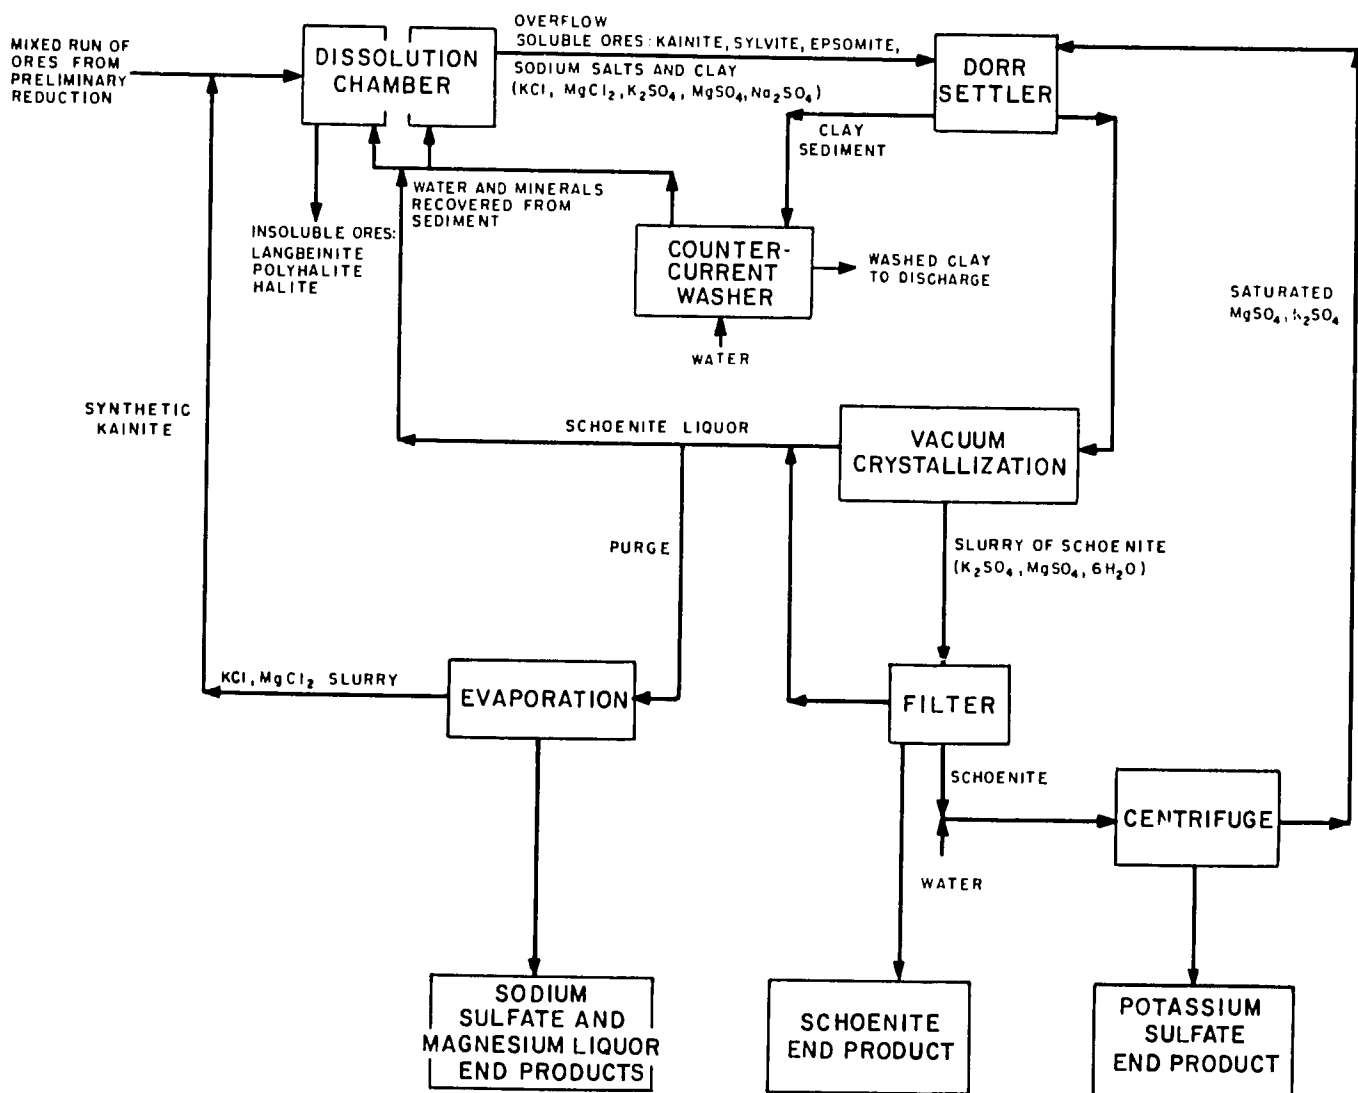 MIXED RUN OF
ORES FROM
PRELIMINARY
REDUCTION
DISSOLUTION
CHAMBER
OVERFLOW
SOLUBLE ORES: KAINITE, SYLVITE, EPSOMITE,
SODIUM SALTS AND CLAY
(KCl, MgCl₂, K₂SO₄, MgSO₄, Na₂SO₄)
DORR
SETTLER
CLAY
SEDIMENT
WATER AND MINERALS
RECOVERED FROM
SEDIMENT
INSOLUBLE ORES:
LANGBEINITE
POLYHALITE
HALITE
COUNTER-
CURRENT
WASHER
WASHED CLAY
TO DISCHARGE
WATER
SATURATED
MgSO₄, K₂SO₄
SYNTHETIC
KAINITE
SCHOENITE LIQUOR
VACUUM
CRYSTALLIZATION
PURGE
SLURRY OF SCHOENITE
(K₂SO₄, MgSO₄, 6H₂O)
KCl, MgCl₂ SLURRY
EVAPORATION
FILTER
SCHOENITE
CENTRIFUGE
WATER
SODIUM
SULFATE AND
MAGNESIUM LIQUOR
END PRODUCTS
SCHOENITE
END PRODUCT
POTASSIUM
SULFATE
END PRODUCT